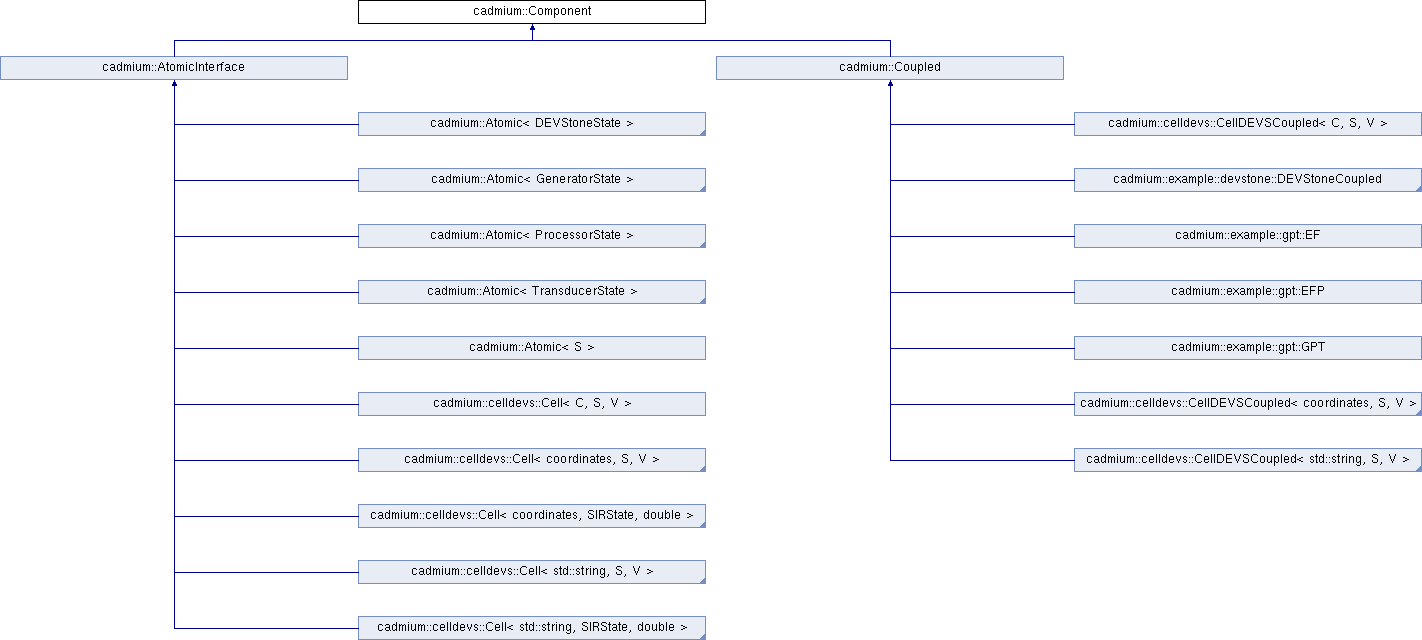 cadmium::Component
cadmium::AtomicInterface
cadmium::Coupled
cadmium::Atomic< DEVStoneState >
cadmium::celldevs::CellDEVSCoupled< C, S, V >
cadmium::Atomic< GeneratorState >
cadmium::example::devstone::DEVStoneCoupled
cadmium::Atomic< ProcessorState >
cadmium::example::gpt::EF
cadmium::Atomic< TransducerState >
cadmium::example::gpt::EFP
cadmium::Atomic< S >
cadmium::example::gpt::GPT
cadmium::celldevs::Cell< C, S, V >
cadmium::celldevs::CellDEVSCoupled< coordinates, S, V >
cadmium::celldevs::Cell< coordinates, S, V >
cadmium::celldevs::CellDEVSCoupled< std::string, S, V >
cadmium::celldevs::Cell< coordinates, SIRState, double >
cadmium::celldevs::Cell< std::string, S, V >
cadmium::celldevs::Cell< std::string, SIRState, double >